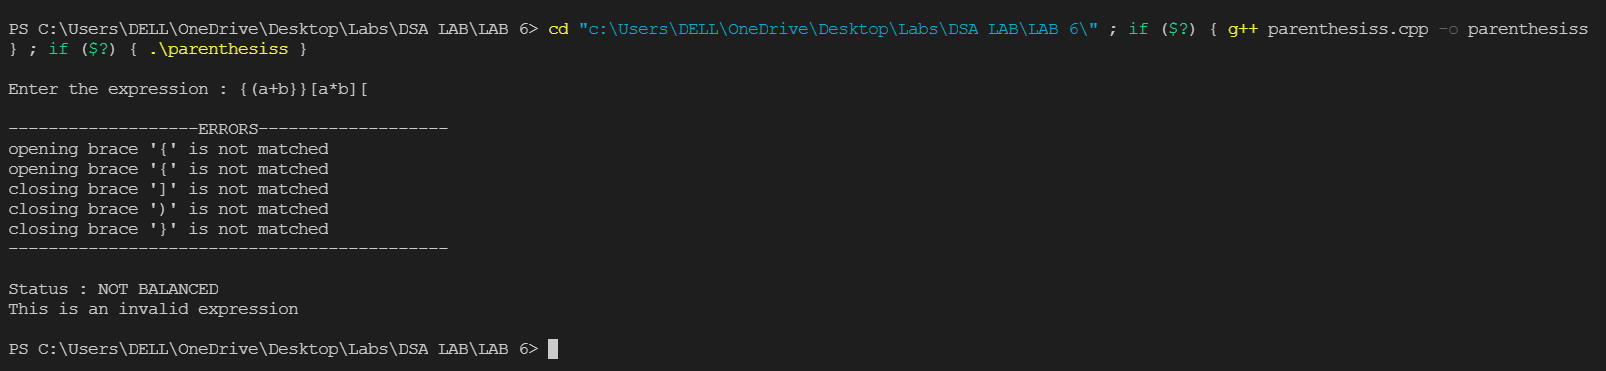 PS C:\Users\DELL\OneDrive\Desktop\Labs\DSA LAB\LAB 6> cd "c:\Users\DELL\OneDrive\Desktop\Labs\DSA LAB\LAB 6\" ; if ($?) { g++ parenthesiss.cpp -o parenthesiss
} ; if ($?) { .\parenthesiss }
Enter the expression : {(a+b}}[a*b][
-------------------ERRORS-------------------
opening brace '{' is not matched
opening brace '{' is not matched
closing brace ']' is not matched
closing brace ')' is not matched
closing brace '}' is not matched
--------------------------------------------
Status : NOT BALANCED
This is an invalid expression
PS C:\Users\DELL\OneDrive\Desktop\Labs\DSA LAB\LAB 6>